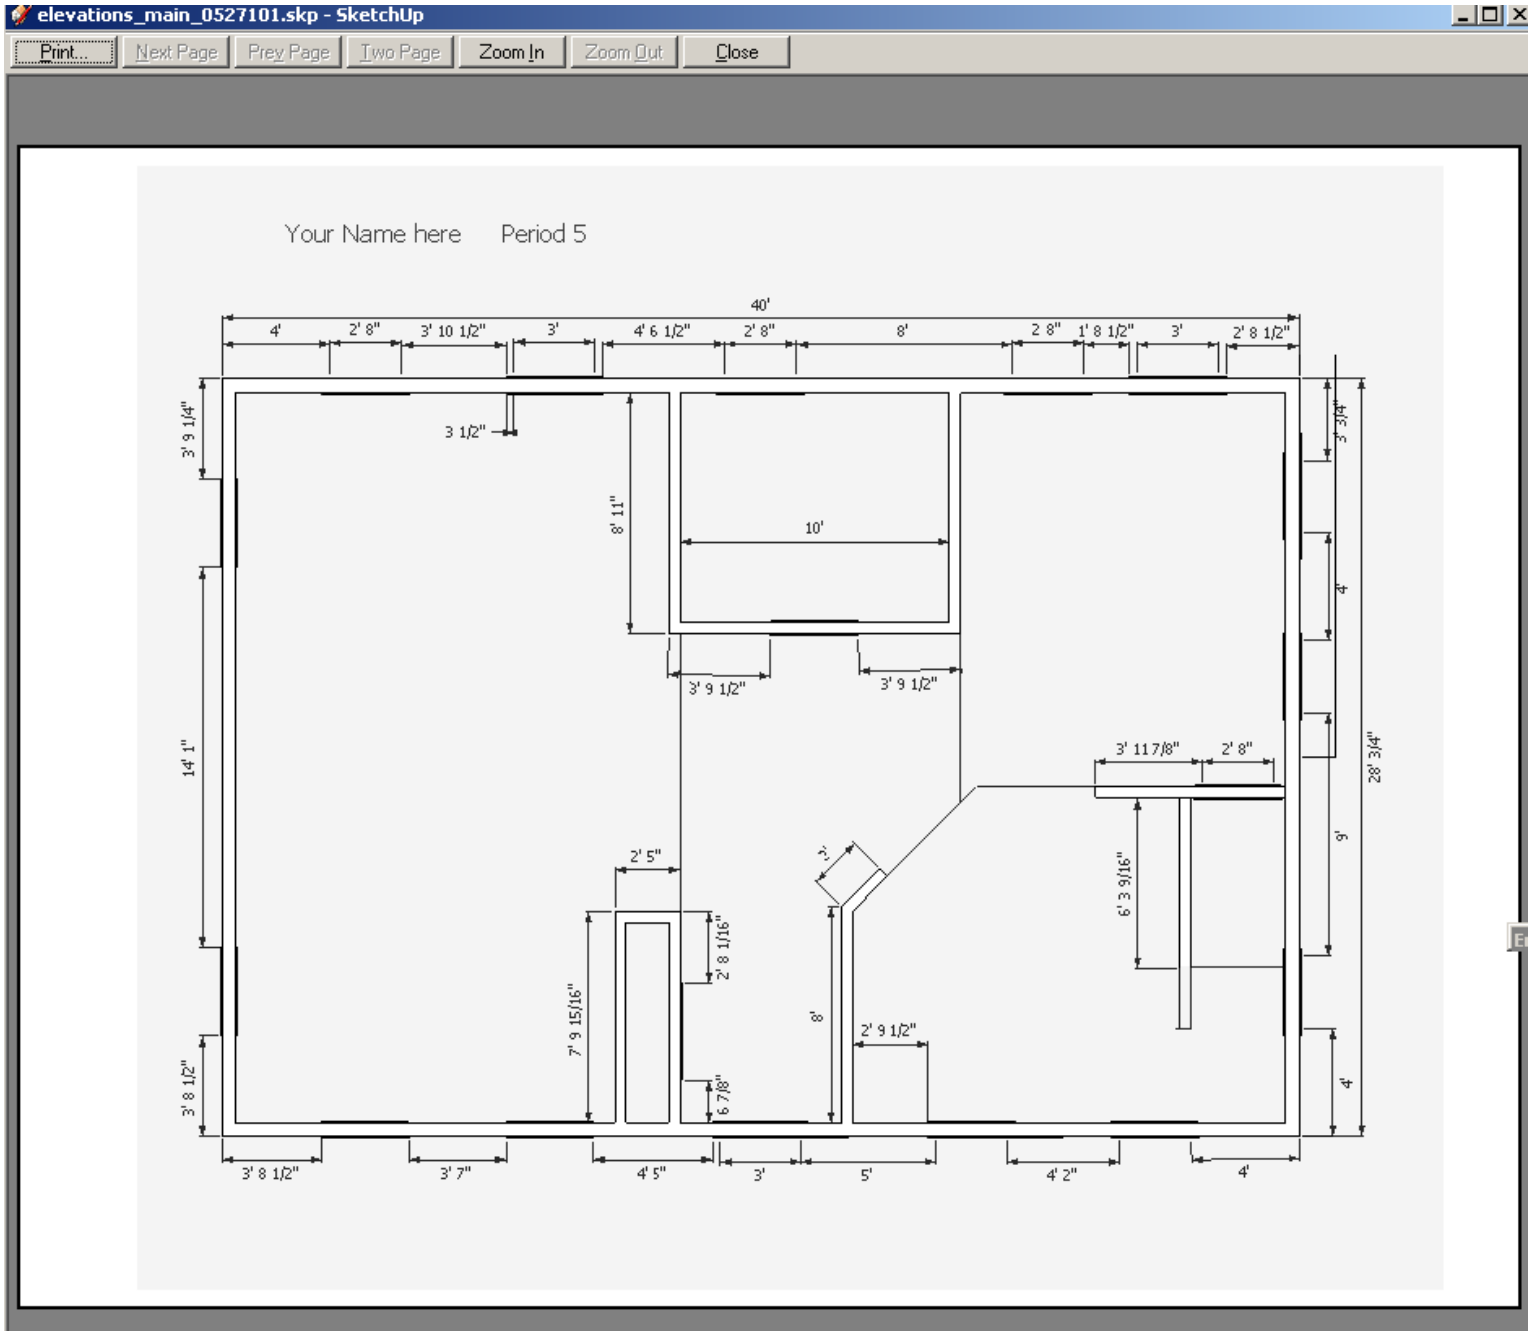 elevations_main_0527101.skp - SketchUp
Print... Next Page Prev Page Two Page Zoom In Zoom Out Close
Your Name here Period 5
40'
4' 2' 8" 3' 10 1/2" 3' 4' 6 1/2" 2' 8" 8' 2 8" 1' 8 1/2" 3' 2' 8 1/2"
3' 9 1/4"
3 1/2"
3' 3/4"
8' 11"
10'
4'
3' 9 1/2" 3' 9 1/2"
14' 1"
3' 11 7/8" 2' 8"
28' 3/4"
9'
2' 5"
6' 3 9/16"
2' 8 1/16"
7' 9 15/16"
8'
2' 9 1/2"
3' 8 1/2"
6 7/8"
4'
3' 8 1/2" 3' 7" 4' 5" 3' 5' 4' 2" 4'